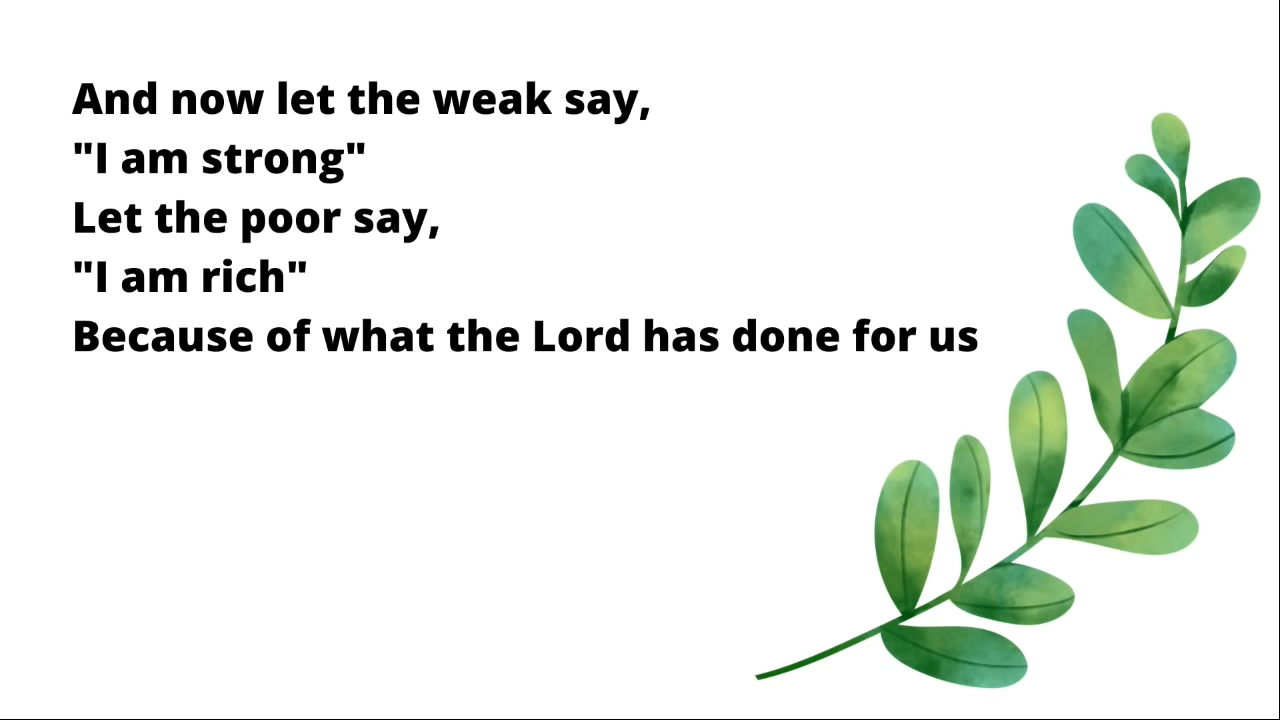 And now let the weak say,
"I am strong"
Let the poor say,
"I am rich"
Because of what the Lord has done for us